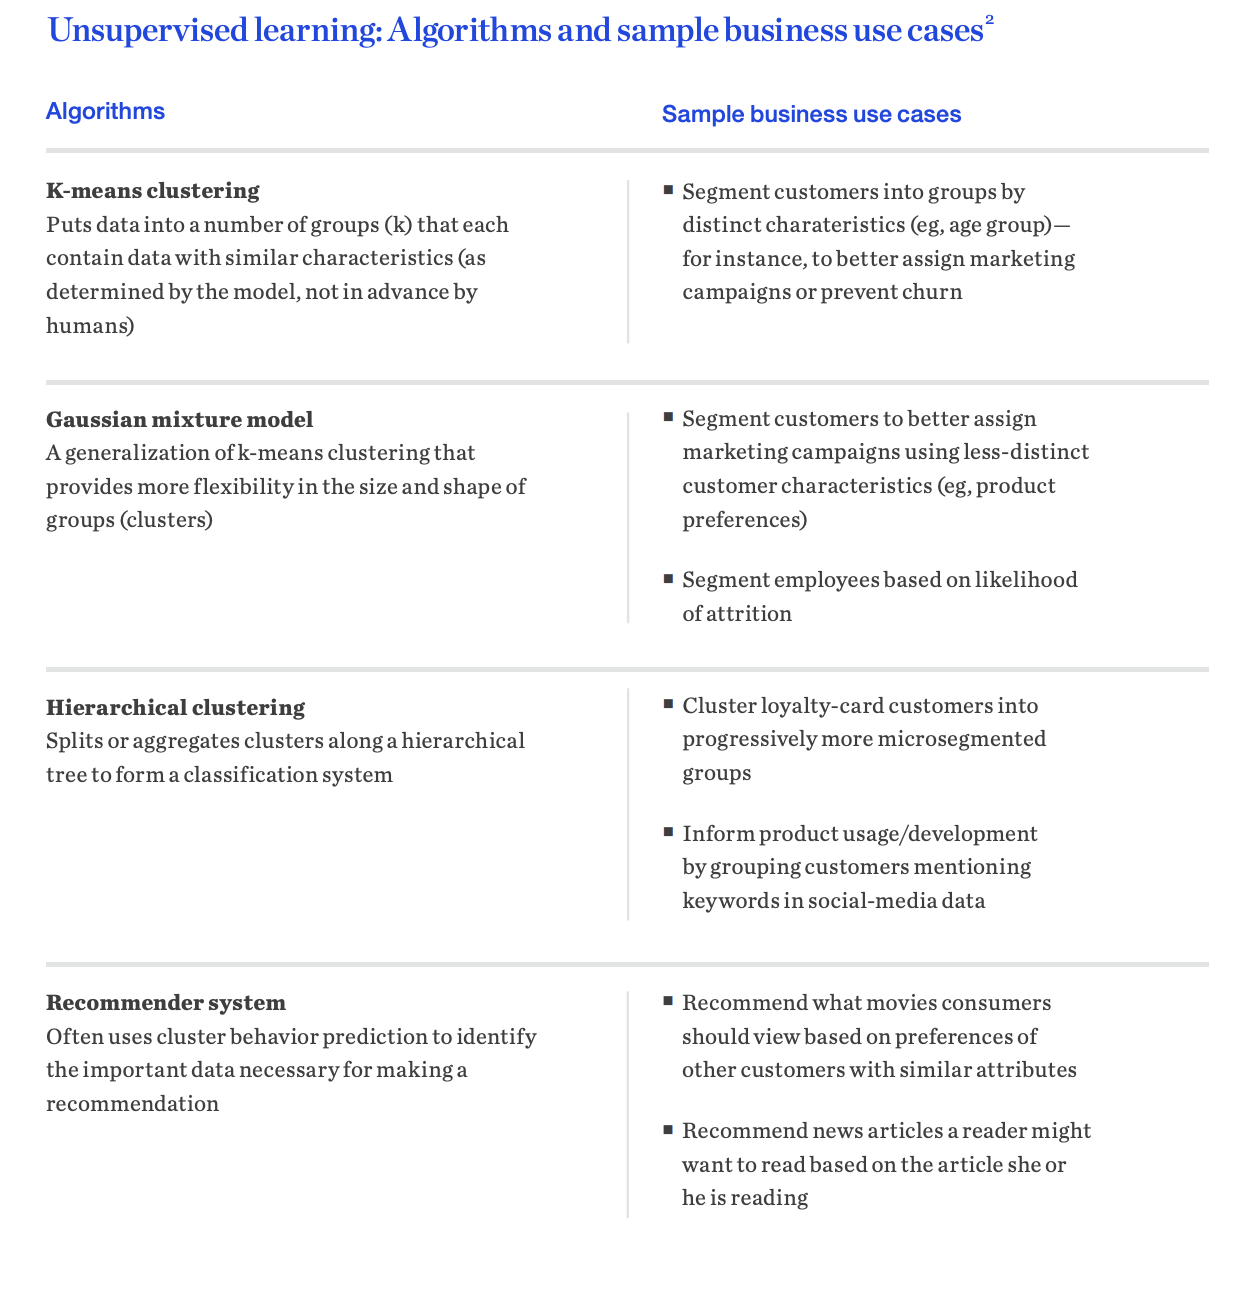 Unsupervised learning: Algorithms and sample business use cases²
Algorithms
Sample business use cases
K-means clustering
Puts data into a number of groups (k) that each
contain data with similar characteristics (as
determined by the model, not in advance by
humans)
■ Segment customers into groups by
distinct charateristics (eg, age group)—
for instance, to better assign marketing
campaigns or prevent churn
Gaussian mixture model
A generalization of k-means clustering that
provides more flexibility in the size and shape of
groups (clusters)
■ Segment customers to better assign
marketing campaigns using less-distinct
customer characteristics (eg, product
preferences)
■ Segment employees based on likelihood
of attrition
Hierarchical clustering
Splits or aggregates clusters along a hierarchical
tree to form a classification system
■ Cluster loyalty-card customers into
progressively more microsegmented
groups
■ Inform product usage/development
by grouping customers mentioning
keywords in social-media data
Recommender system
Often uses cluster behavior prediction to identify
the important data necessary for making a
recommendation
■ Recommend what movies consumers
should view based on preferences of
other customers with similar attributes
■ Recommend news articles a reader might
want to read based on the article she or
he is reading